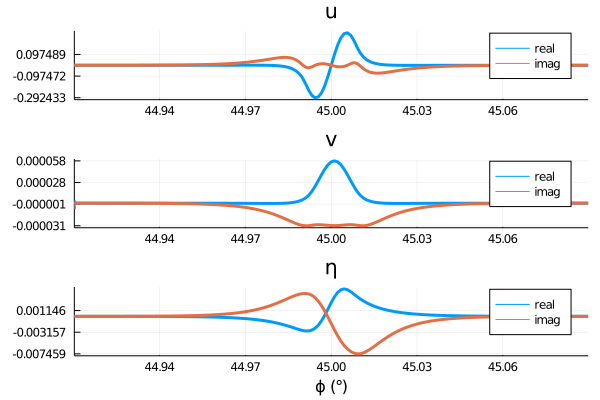 u
0.097489
-0.097472
-0.292433
real
imag
44.94 44.97 45.00 45.03 45.06
v
0.000058
0.000028
-0.000001
-0.000031
real
imag
44.94 44.97 45.00 45.03 45.06
η
0.001146
-0.003157
-0.007459
real
imag
44.94 44.97 45.00 45.03 45.06
ϕ (°)